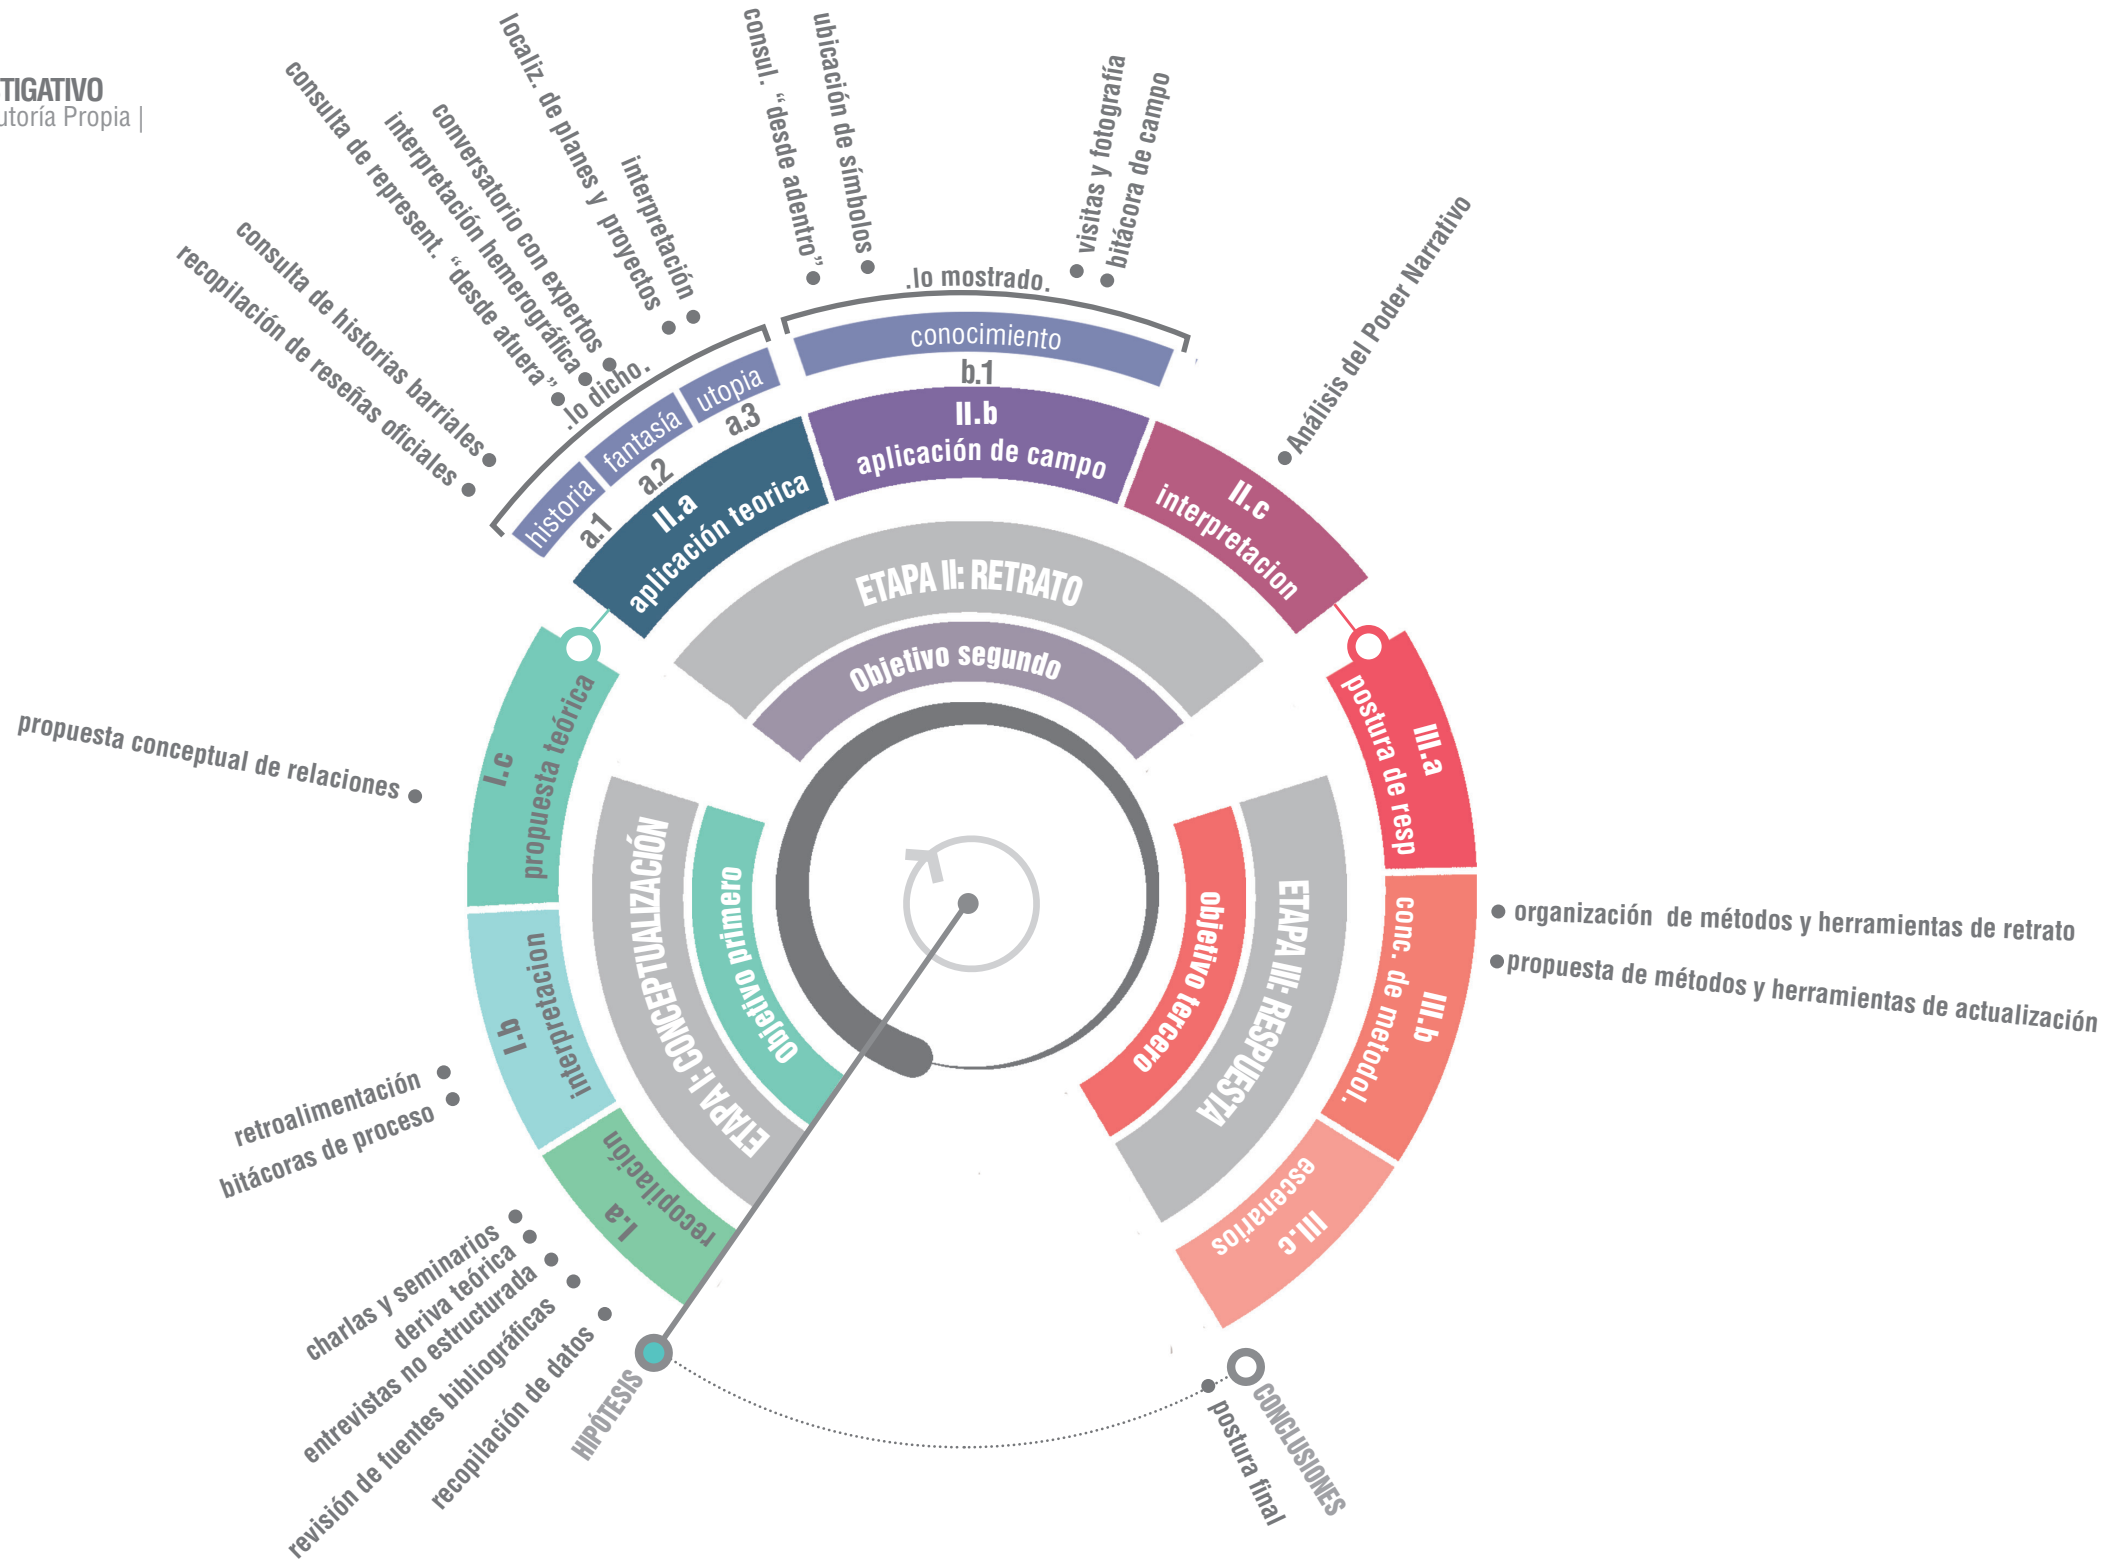 TIGATIVO
utoría Propia |
HIPÓTESIS
recopilación de datos
revisión de fuentes bibliográficas
entrevistas no estructurada
deriva teórica
charlas y seminarios
I.a
recopilación
bitácoras de proceso
retroalimentación
I.b
interpretacion
propuesta conceptual de relaciones
I.c
propuesta teórica
ETAPA I: CONCEPTUALIZACIÓN
Objetivo primero
recopilación de reseñas oficiales
consulta de historias barriales
consulta de represent. “desde afuera”
interpretación hemerográfica
conversatorio con expertos
localiz. de planes y proyectos
interpretación
.lo dicho.
historia
fantasía
utopia
a.1
a.2
a.3
II.a
aplicación teorica
consul. “desde adentro”
ubicación de símbolos
visitas y fotografía
bitácora de campo
.lo mostrado.
conocimiento
b.1
II.b
aplicación de campo
Análisis del Poder Narrativo
II.c
interpretacion
ETAPA II: RETRATO
Objetivo segundo
III.a
postura de resp
organización de métodos y herramientas de retrato
propuesta de métodos y herramientas de actualización
III.b
conc. de metodol.
III.c
escenarios
ETAPA III: RESPUESTA
objetivo tercero
CONCLUSIONES
postura final